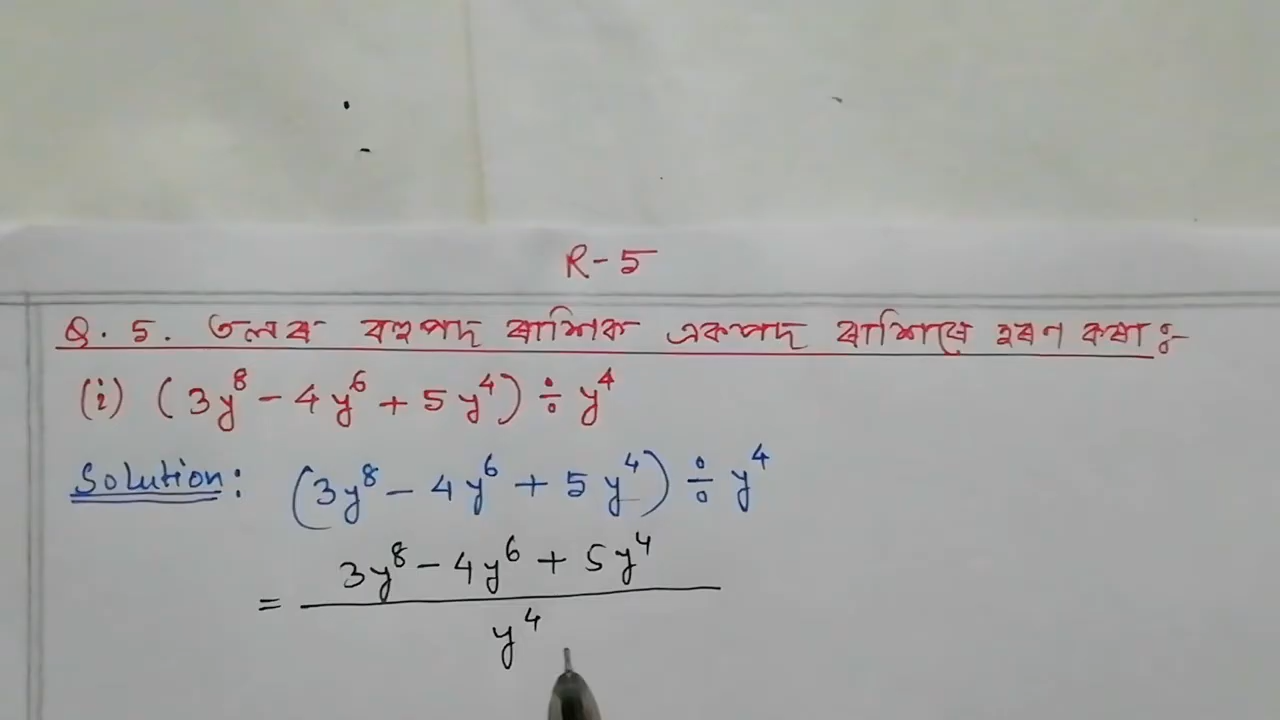 R-5
Q. 5. তলৰ বহুপদ ৰাশিক একপদ ৰাশিৰে হৰণ কৰা :-
(i) (3y⁸ - 4y⁶ + 5y⁴) ÷ y⁴
Solution: (3y⁸ - 4y⁶ + 5y⁴) ÷ y⁴
3y⁸ - 4y⁶ + 5y⁴
=
y⁴